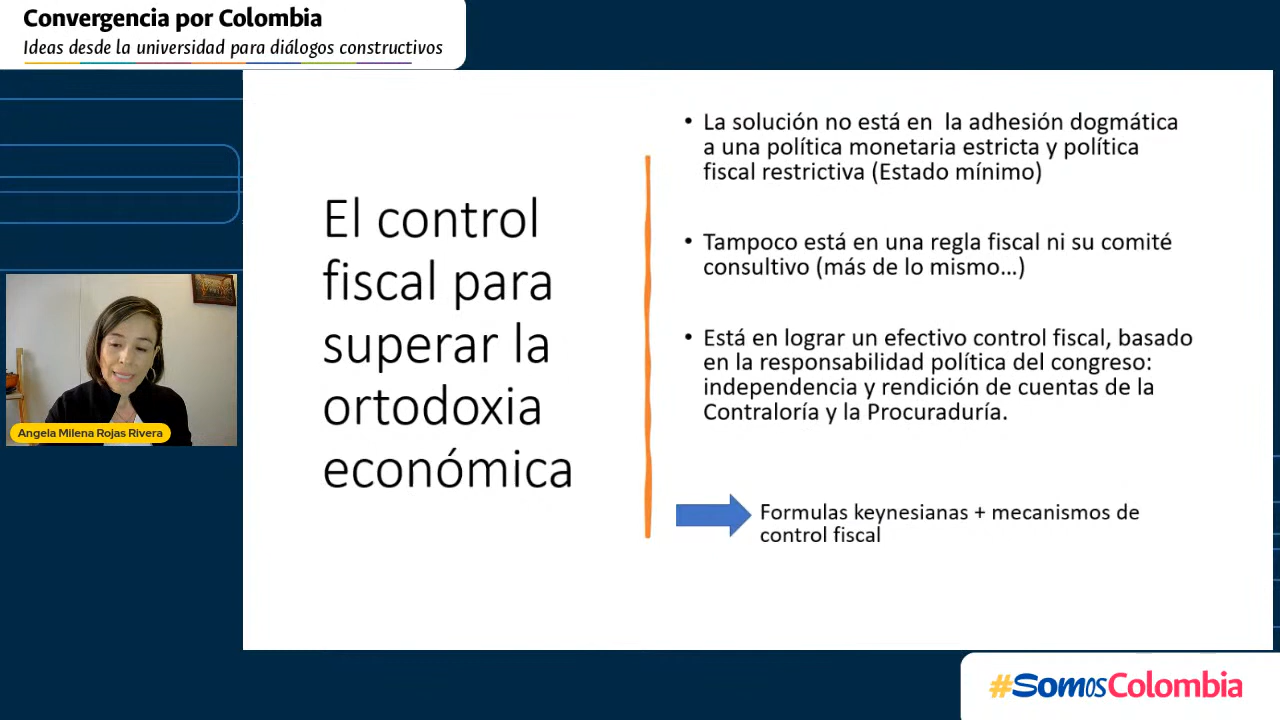 Convergencia por Colombia
Ideas desde la universidad para diálogos constructivos
El control
fiscal para
superar la
ortodoxia
económica
• La solución no está en la adhesión dogmática
a una política monetaria estricta y política
fiscal restrictiva (Estado mínimo)
• Tampoco está en una regla fiscal ni su comité
consultivo (más de lo mismo...)
• Está en lograr un efectivo control fiscal, basado
en la responsabilidad política del congreso:
independencia y rendición de cuentas de la
Contraloría y la Procuraduría.
Formulas keynesianas + mecanismos de
control fiscal
Angela Milena Rojas Rivera
#SomosColombia